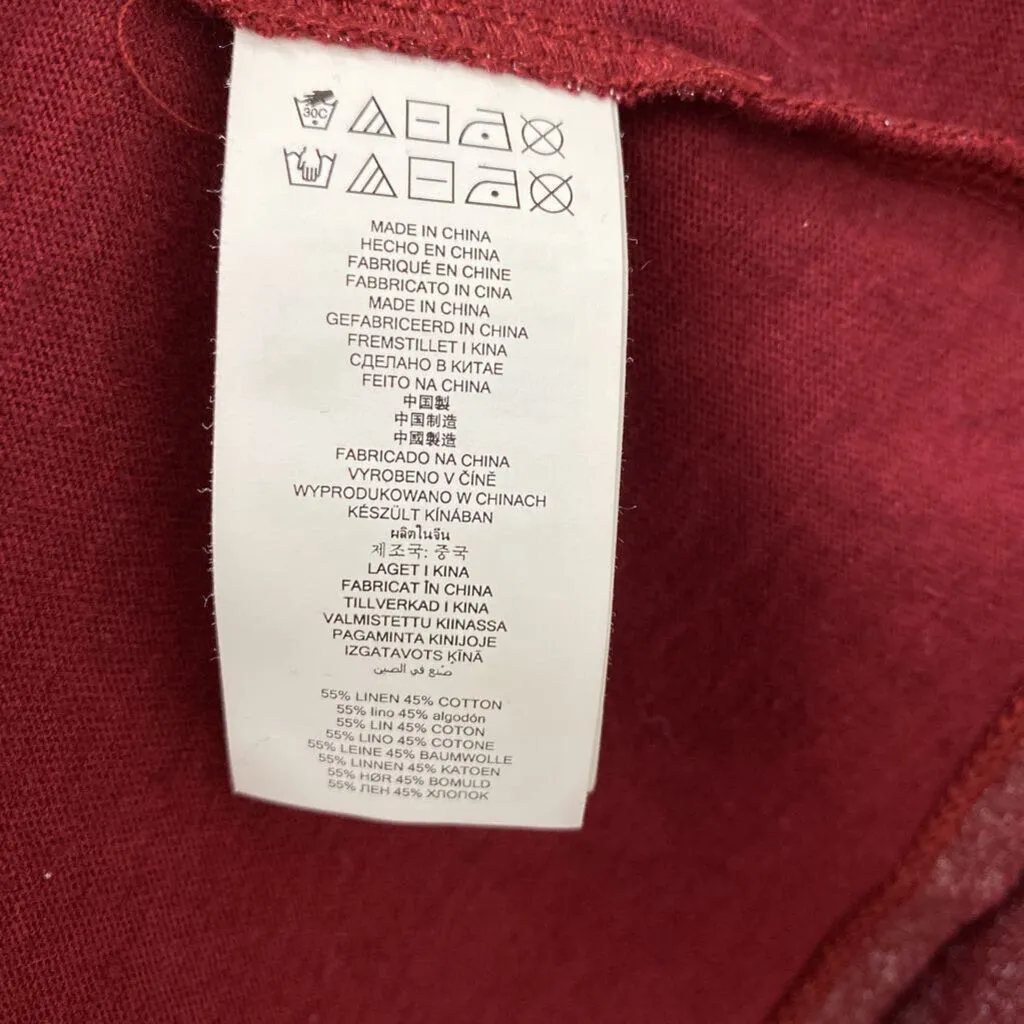 30C
MADE IN CHINA
HECHO EN CHINA
FABRIQUÉ EN CHINE
FABBRICATO IN CINA
MADE IN CHINA
GEFABRICEERD IN CHINA
FREMSTILLET I KINA
СДЕЛАНО В КИТАЕ
FEITO NA CHINA
中国製
中国制造
中國製造
FABRICADO NA CHINA
VYROBENO V ČÍNĚ
WYPRODUKOWANO W CHINACH
KÉSZÜLT KÍNÁBAN
ผลิตในจีน
제조국: 중국
LAGET I KINA
FABRICAT ÎN CHINA
TILLVERKAD I KINA
VALMISTETTU KIINASSA
PAGAMINTA KINIJOJE
IZGATAVOTS ĶĪNĀ
صُنع في الصين
55% LINEN 45% COTTON
55% lino 45% algodón
55% LIN 45% COTON
55% LINO 45% COTONE
55% LEINE 45% BAUMWOLLE
55% LINNEN 45% KATOEN
55% HØR 45% BOMULD
55% ЛЕН 45% ХЛОПОК